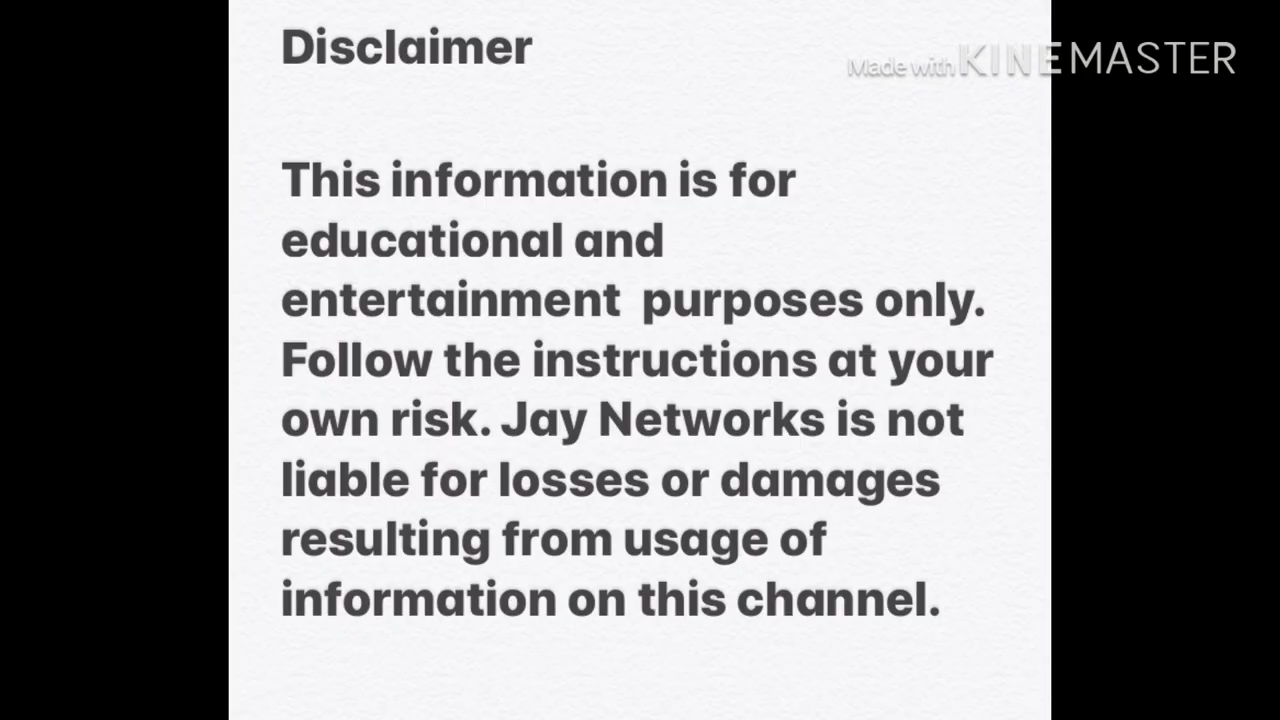 Disclaimer
Made with KINEMASTER
This information is for
educational and
entertainment  purposes only.
Follow the instructions at your
own risk. Jay Networks is not
liable for losses or damages
resulting from usage of
information on this channel.